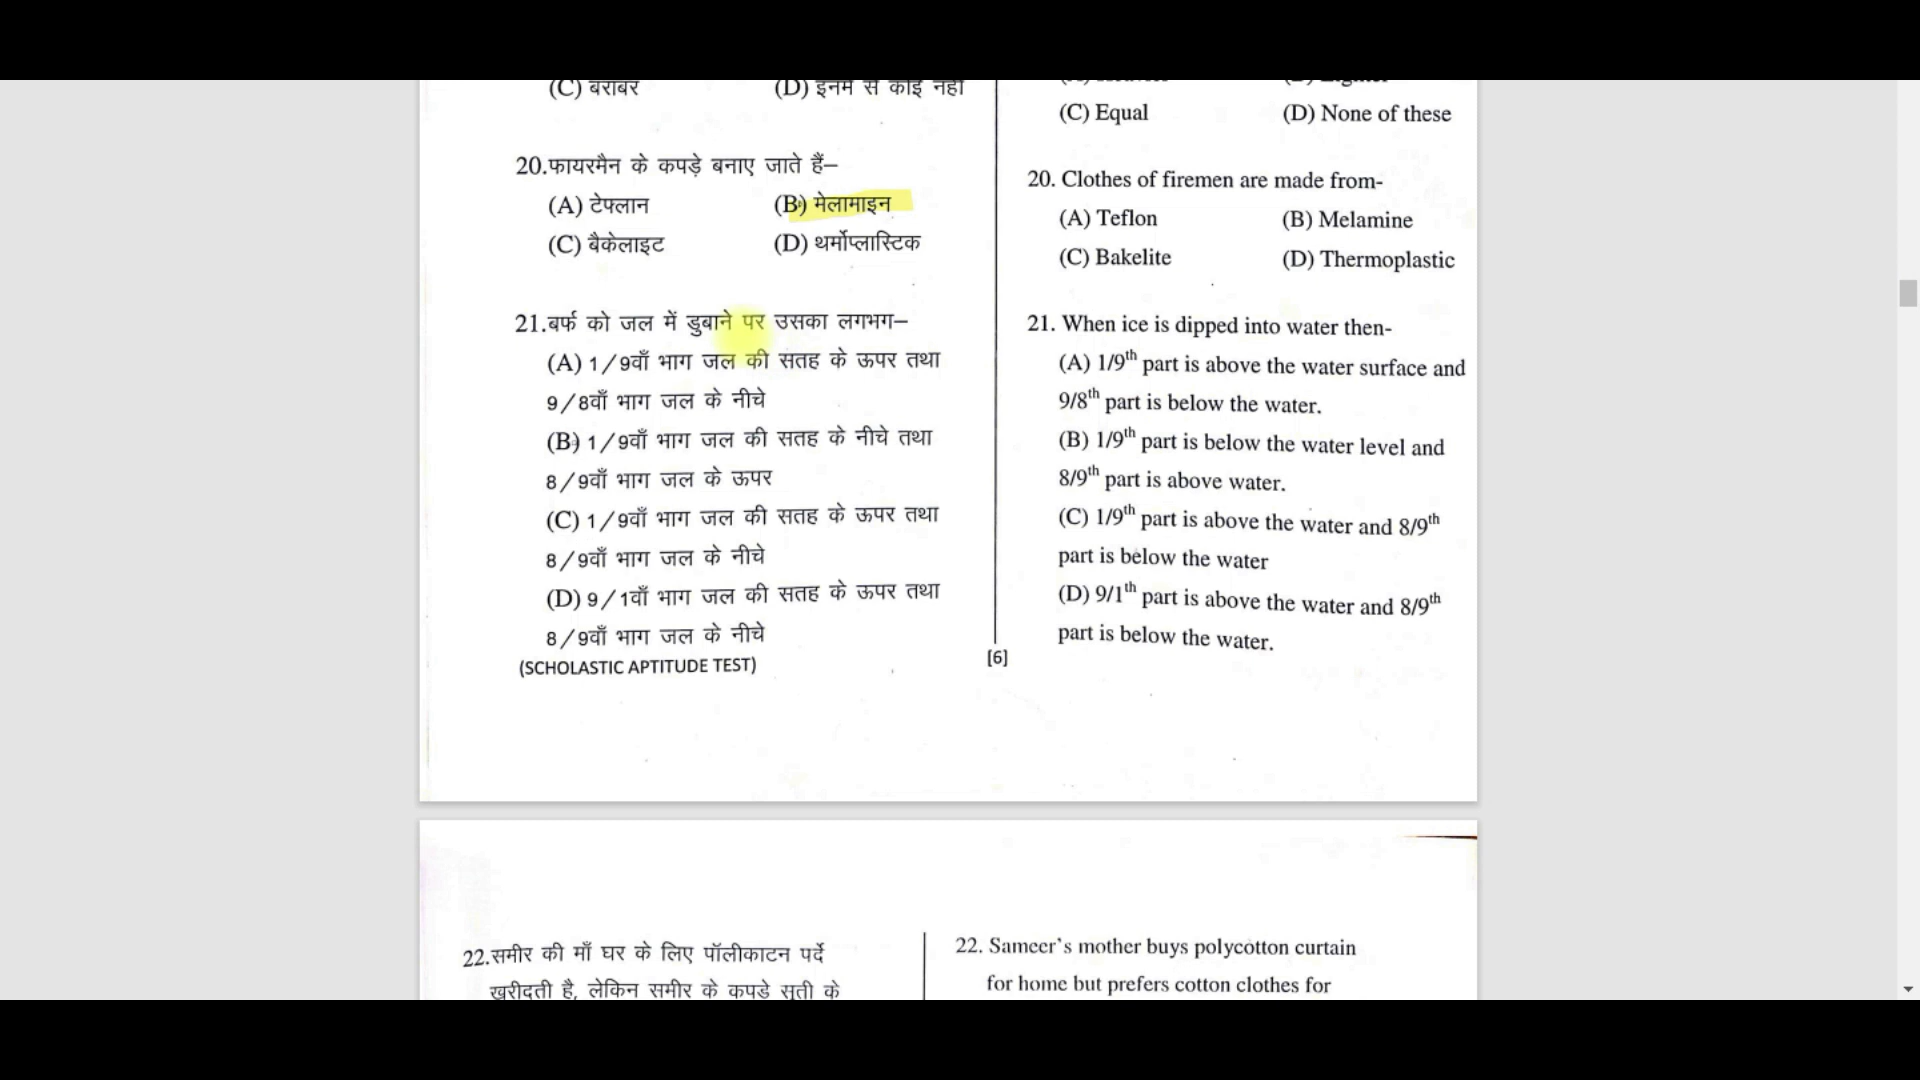 (C) बराबर (D) इनमें से कोई नहीं
20.फायरमैन के कपड़े बनाए जाते हैं–
(A) टेफ्लान (B) मेलामाइन
(C) बैकेलाइट (D) थर्मोप्लास्टिक
21.बर्फ को जल में डुबाने पर उसका लगभग–
(A) 1/9वाँ भाग जल की सतह के ऊपर तथा
9/8वाँ भाग जल के नीचे
(B) 1/9वाँ भाग जल की सतह के नीचे तथा
8/9वाँ भाग जल के ऊपर
(C) 1/9वाँ भाग जल की सतह के ऊपर तथा
8/9वाँ भाग जल के नीचे
(D) 9/1वाँ भाग जल की सतह के ऊपर तथा
8/9वाँ भाग जल के नीचे
(SCHOLASTIC APTITUDE TEST)
[6]
(C) Equal (D) None of these
20. Clothes of firemen are made from-
(A) Teflon (B) Melamine
(C) Bakelite (D) Thermoplastic
21. When ice is dipped into water then-
(A) 1/9th part is above the water surface and
9/8th part is below the water.
(B) 1/9th part is below the water level and
8/9th part is above water.
(C) 1/9th part is above the water and 8/9th
part is below the water
(D) 9/1th part is above the water and 8/9th
part is below the water.
22.समीर की माँ घर के लिए पॉलीकाटन पर्दे
खरीदती है, लेकिन समीर के कपडे सूती के
22. Sameer's mother buys polycotton curtain
for home but prefers cotton clothes for